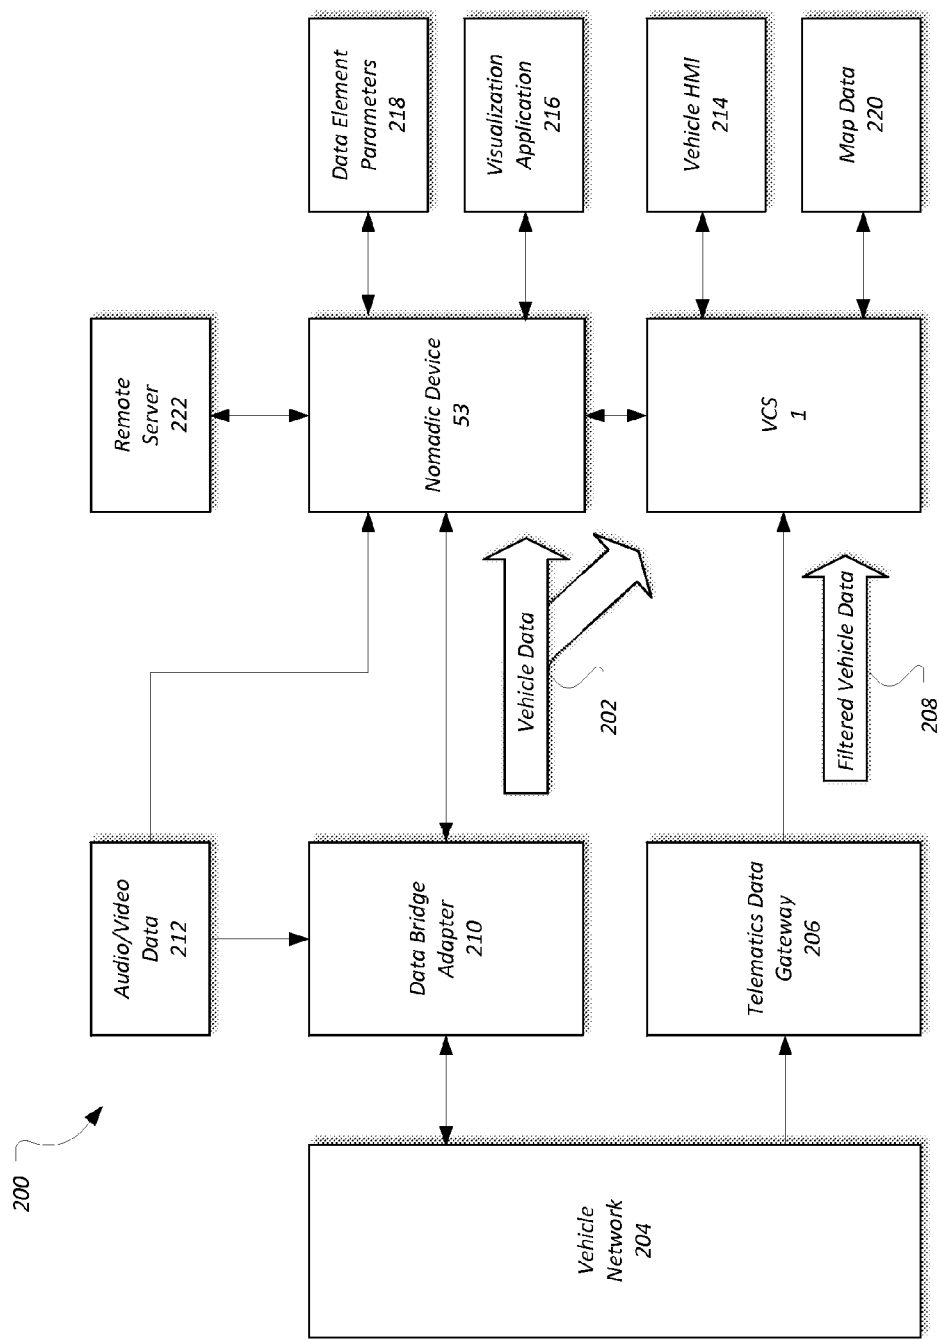 200
Audio/Video
Data
212
Remote
Server
222
Vehicle
Network
204
Data Bridge
Adapter
210
Vehicle Data
202
Nomadic Device
53
Data Element
Parameters
218
Visualization
Application
216
Telematics Data
Gateway
206
Filtered Vehicle Data
208
VCS
1
Vehicle HMI
214
Map Data
220